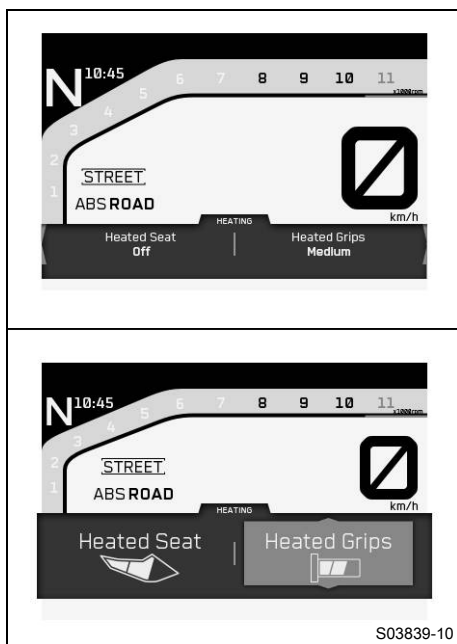 N 10:45
1 2 3 4 5 6 7 8 9 10 11
x1000rpm
STREET
ABS ROAD
0
km/h
HEATING
Heated Seat Heated Grips
Off Medium
N 10:45
1 2 3 4 5 6 7 8 9 10 11
x1000rpm
STREET
ABS ROAD
0
km/h
HEATING
Heated Seat Heated Grips
S03839-10